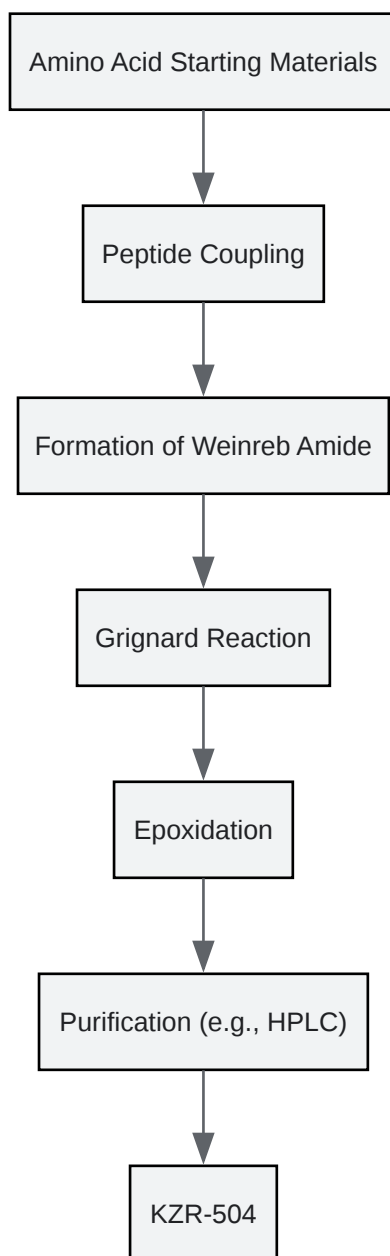 Amino Acid Starting Materials
Peptide Coupling
Formation of Weinreb Amide
Grignard Reaction
Epoxidation
Purification (e.g., HPLC)
KZR-504